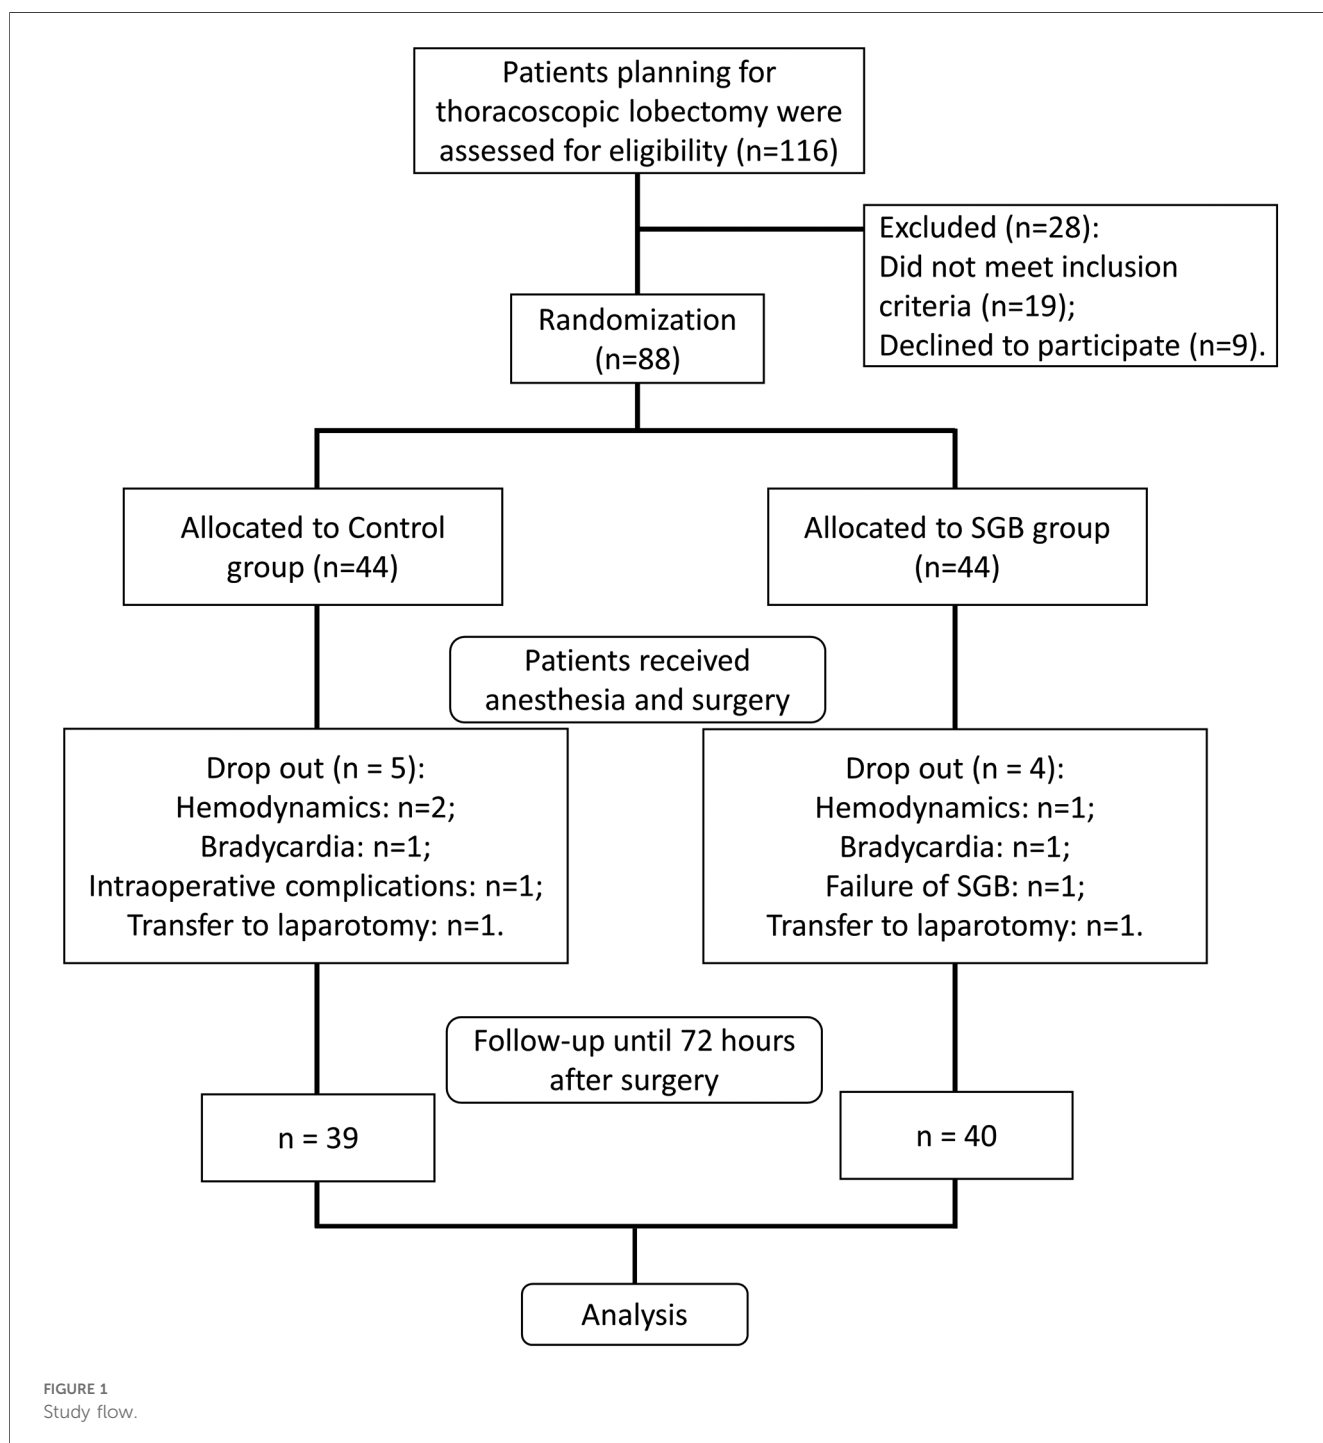 Patients planning for
thoracoscopic lobectomy were
assessed for eligibility (n=116)
Excluded (n=28):
Did not meet inclusion
criteria (n=19);
Declined to participate (n=9).
Randomization
(n=88)
Allocated to Control
group (n=44)
Allocated to SGB group
(n=44)
Patients received
anesthesia and surgery
Drop out (n = 5):
Hemodynamics: n=2;
Bradycardia: n=1;
Intraoperative complications: n=1;
Transfer to laparotomy: n=1.
Drop out (n = 4):
Hemodynamics: n=1;
Bradycardia: n=1;
Failure of SGB: n=1;
Transfer to laparotomy: n=1.
Follow-up until 72 hours
after surgery
n = 39
n = 40
Analysis
FIGURE 1
Study flow.